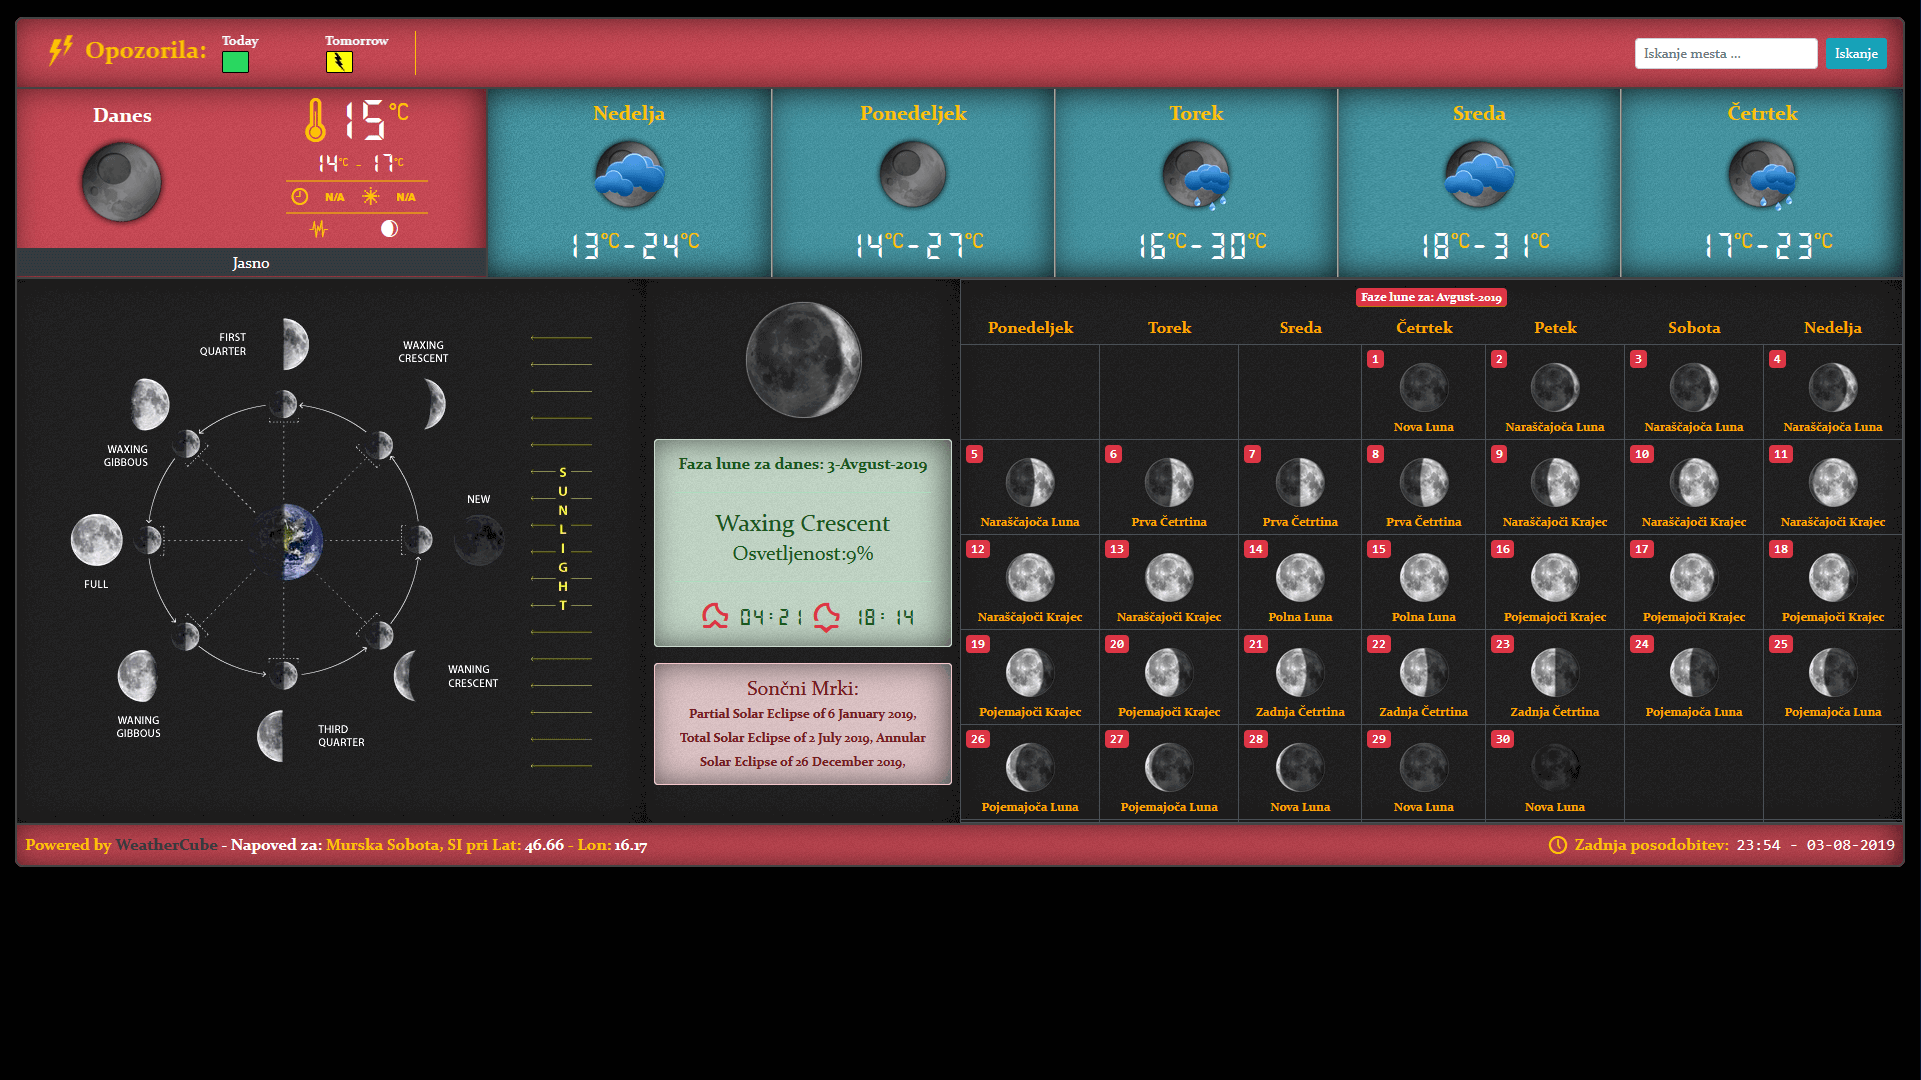 Opozorila:
Today
Tomorrow
Iskanje mesta ...
Iskanje
Danes
15°C
14°C - 17°C
N/A
N/A
Jasno
Nedelja
13°C-24°C
Ponedeljek
14°C-27°C
Torek
16°C-30°C
Sreda
18°C-31°C
Četrtek
17°C-23°C
FIRST
QUARTER
WAXING
CRESCENT
WAXING
GIBBOUS
NEW
FULL
WANING
GIBBOUS
THIRD
QUARTER
WANING
CRESCENT
SUNLIGHT
Faza lune za danes: 3-Avgust-2019
Waxing Crescent
Osvetljenost:9%
04:21 18:14
Sončni Mrki:
Partial Solar Eclipse of 6 January 2019,
Total Solar Eclipse of 2 July 2019, Annular
Solar Eclipse of 26 December 2019,
Faze lune za: Avgust-2019
Ponedeljek Torek Sreda Četrtek Petek Sobota Nedelja
1 2 3 4
Nova Luna Naraščajoča Luna Naraščajoča Luna Naraščajoča Luna
5 6 7 8 9 10 11
Naraščajoča Luna Prva Četrtina Prva Četrtina Prva Četrtina Naraščajoči Krajec Naraščajoči Krajec Naraščajoči Krajec
12 13 14 15 16 17 18
Naraščajoči Krajec Naraščajoči Krajec Polna Luna Polna Luna Pojemajoči Krajec Pojemajoči Krajec Pojemajoči Krajec
19 20 21 22 23 24 25
Pojemajoči Krajec Pojemajoči Krajec Zadnja Četrtina Zadnja Četrtina Zadnja Četrtina Pojemajoča Luna Pojemajoča Luna
26 27 28 29 30
Pojemajoča Luna Pojemajoča Luna Nova Luna Nova Luna Nova Luna
Powered by WeatherCube - Napoved za: Murska Sobota, SI pri Lat: 46.66 - Lon: 16.17
Zadnja posodobitev: 23:54 - 03-08-2019